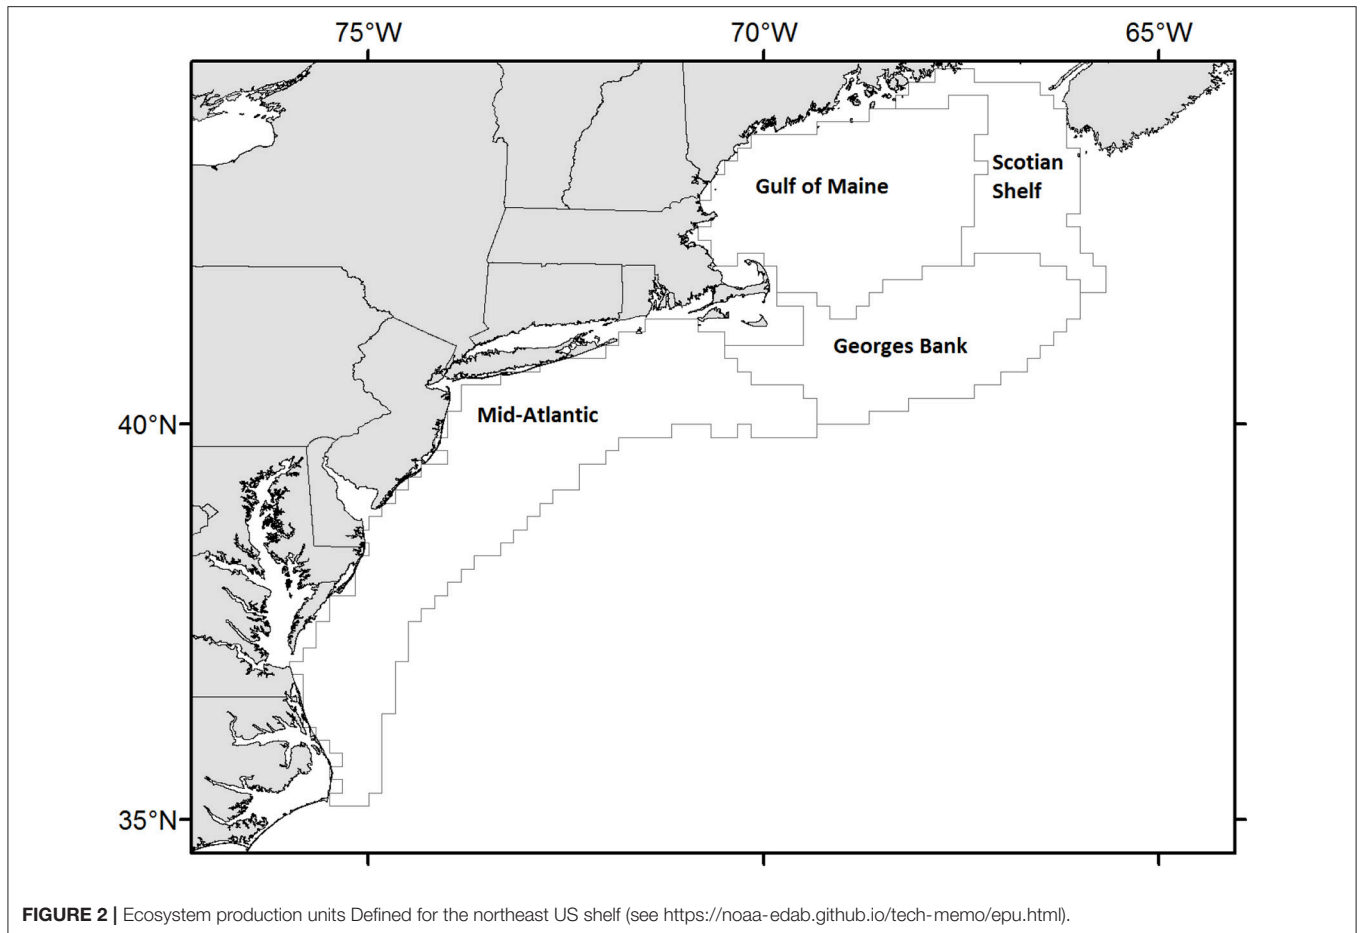 75°W 70°W 65°W
Scotian
Shelf
Gulf of Maine
Georges Bank
Mid-Atlantic
40°N
35°N
FIGURE 2 | Ecosystem production units Defined for the northeast US shelf (see https://noaa-edab.github.io/tech-memo/epu.html).